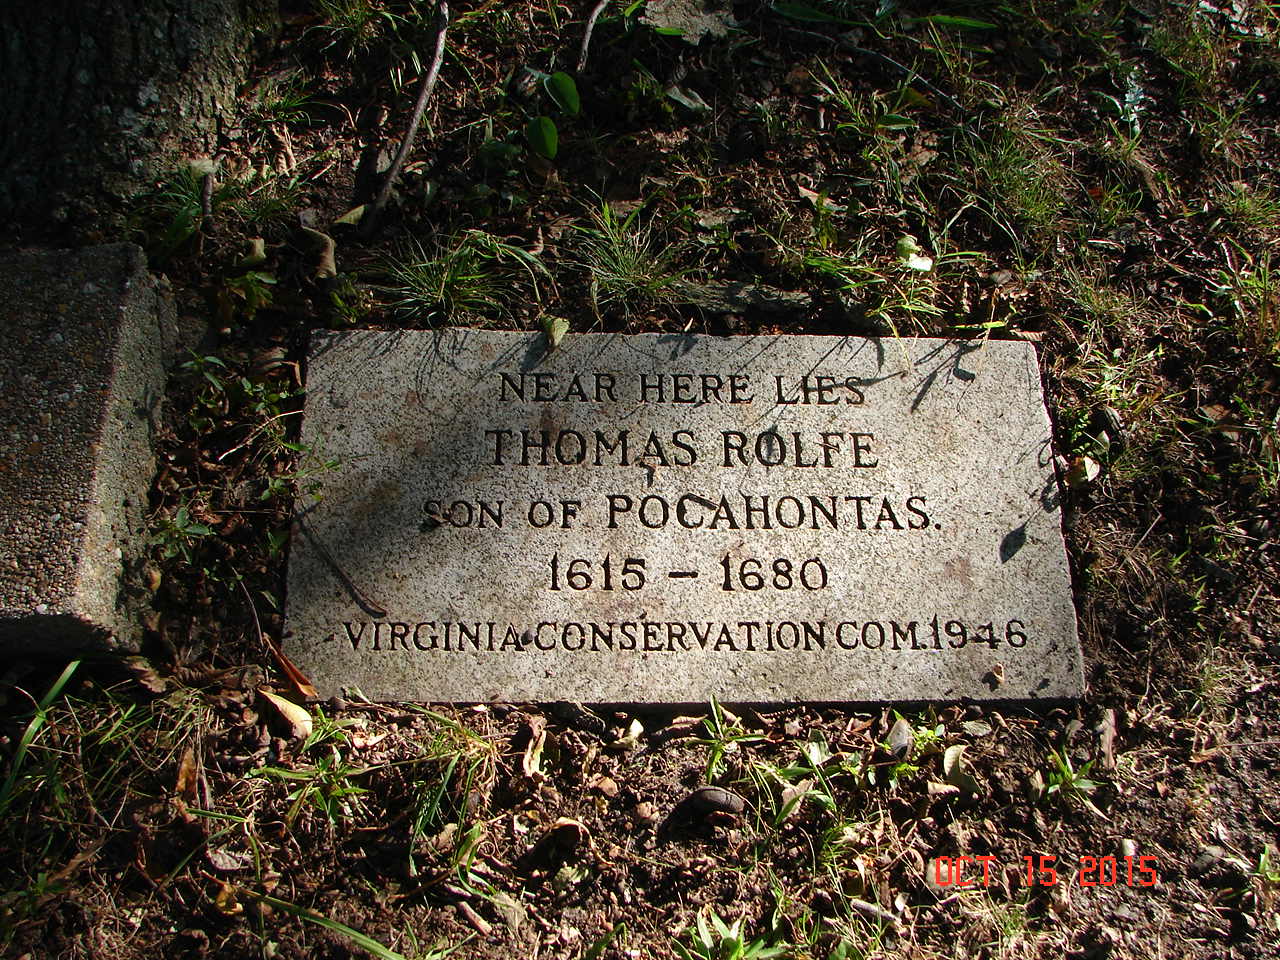 NEAR HERE LIES
THOMAS ROLFE
SON OF POCAHONTAS.
1615 – 1680
VIRGINIA CONSERVATION COM. 1946
OCT 15 2015